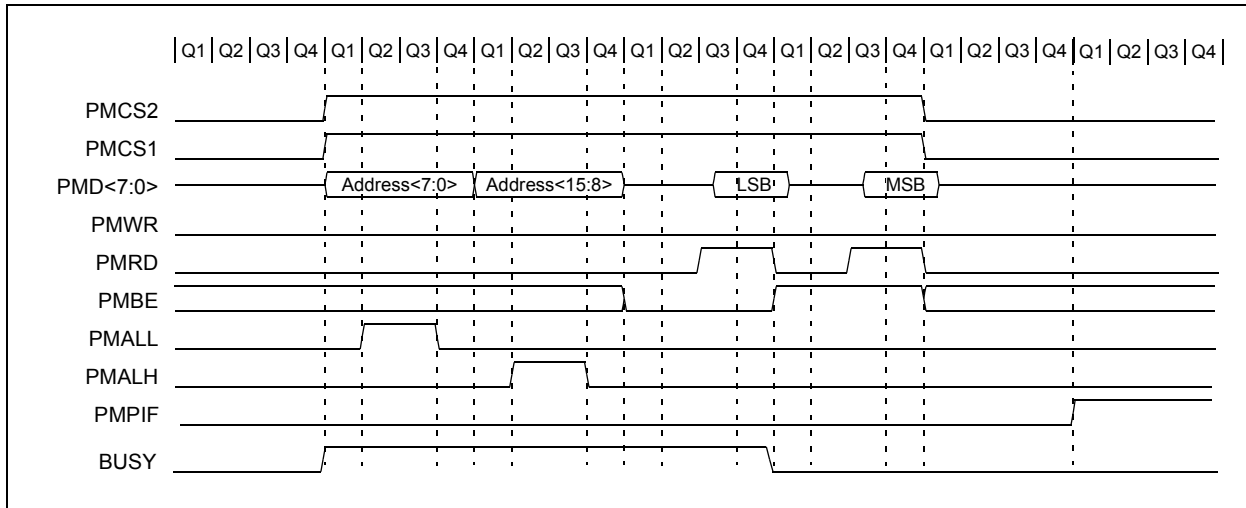 Q1 Q2 Q3 Q4 Q1 Q2 Q3 Q4 Q1 Q2 Q3 Q4 Q1 Q2 Q3 Q4 Q1 Q2 Q3 Q4 Q1 Q2 Q3 Q4 Q1 Q2 Q3 Q4
PMCS2
PMCS1
PMD<7:0> Address<7:0> Address<15:8> LSB MSB
PMWR
PMRD
PMBE
PMALL
PMALH
PMPIF
BUSY